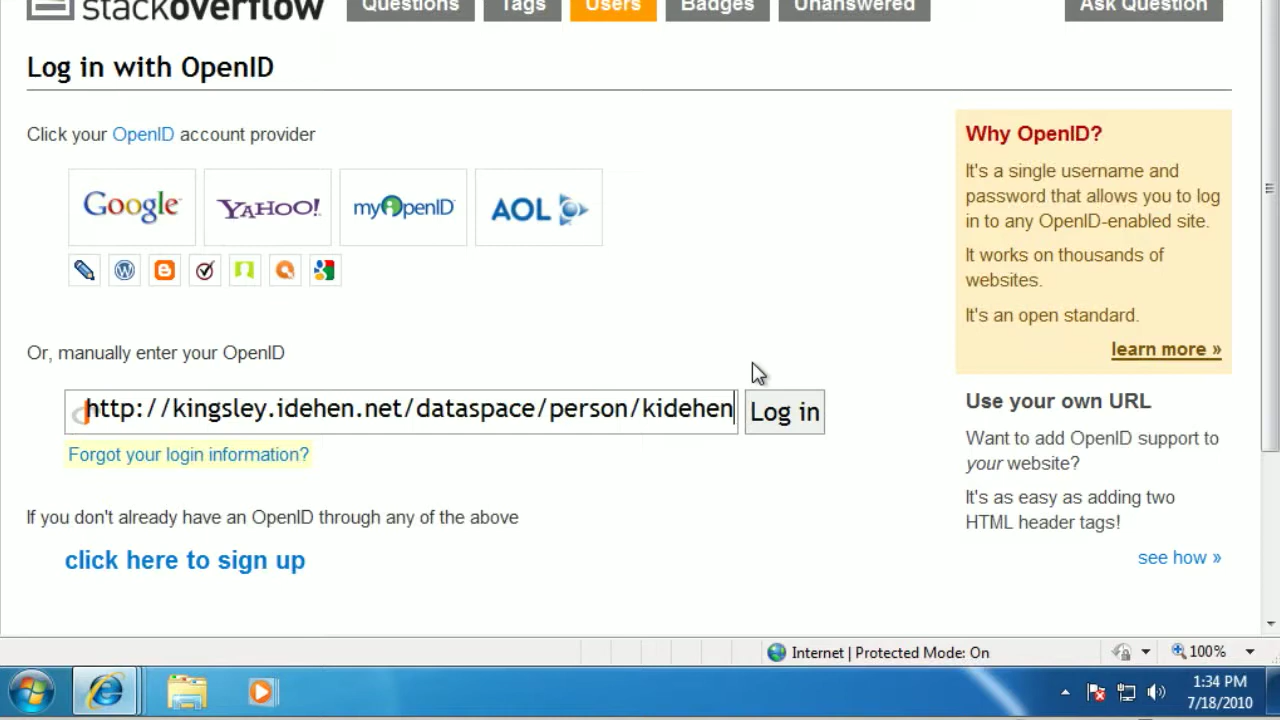 stackoverflow Questions Tags Users Badges Unanswered Ask Question
Log in with OpenID
Click your OpenID account provider
Google YAHOO! myOpenID AOL
Or, manually enter your OpenID
http://kingsley.idehen.net/dataspace/person/kidehen Log in
Forgot your login information?
If you don't already have an OpenID through any of the above
click here to sign up
Why OpenID?
It's a single username and
password that allows you to log
in to any OpenID-enabled site.
It works on thousands of
websites.
It's an open standard.
learn more »
Use your own URL
Want to add OpenID support to
your website?
It's as easy as adding two
HTML header tags!
see how »
Internet | Protected Mode: On 100%
1:34 PM
7/18/2010